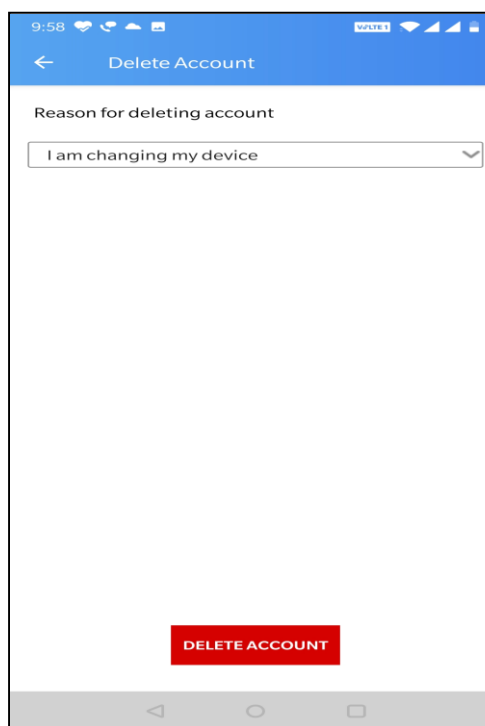 9:58
VoLTE 1
Delete Account
Reason for deleting account
I am changing my device
DELETE ACCOUNT